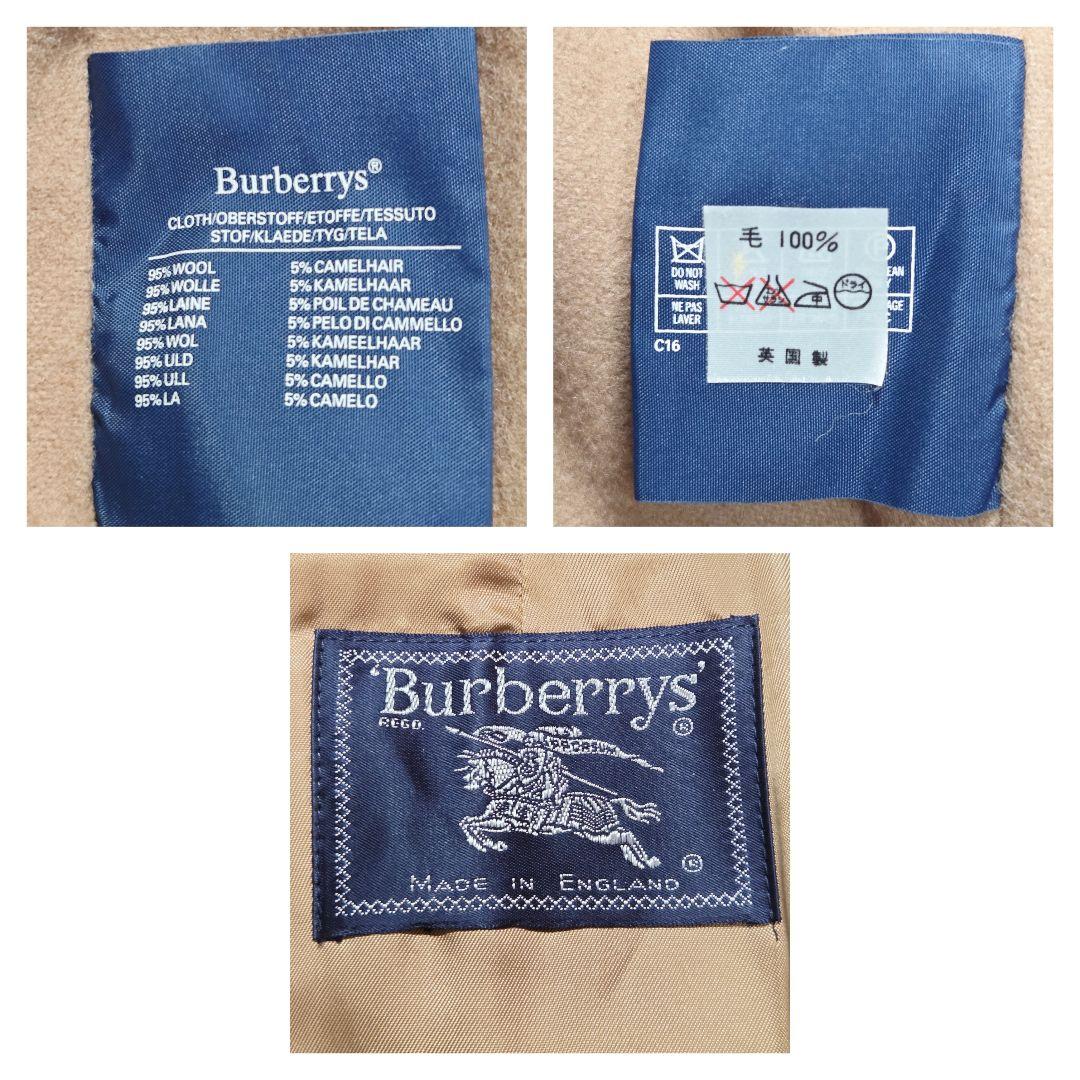 Burberrys®
CLOTH/OBERSTOFF/ETOFFE/TESSUTO
STOF/KLAEDE/TYG/TELA
95% WOOL 5% CAMELHAIR
95% WOLLE 5% KAMELHAAR
95% LAINE 5% POIL DE CHAMEAU
95% LANA 5% PELO DI CAMMELLO
95% WOL 5% KAMEELHAAR
95% ULD 5% KAMELHAR
95% ULL 5% CAMELLO
95% LA 5% CAMELO
毛 100%
DO NOT
WASH
NE PAS
LAVER
ドライ
中
C16
英国製
'Burberrys'
REGD. ®
PRORSUM
®
MADE IN ENGLAND